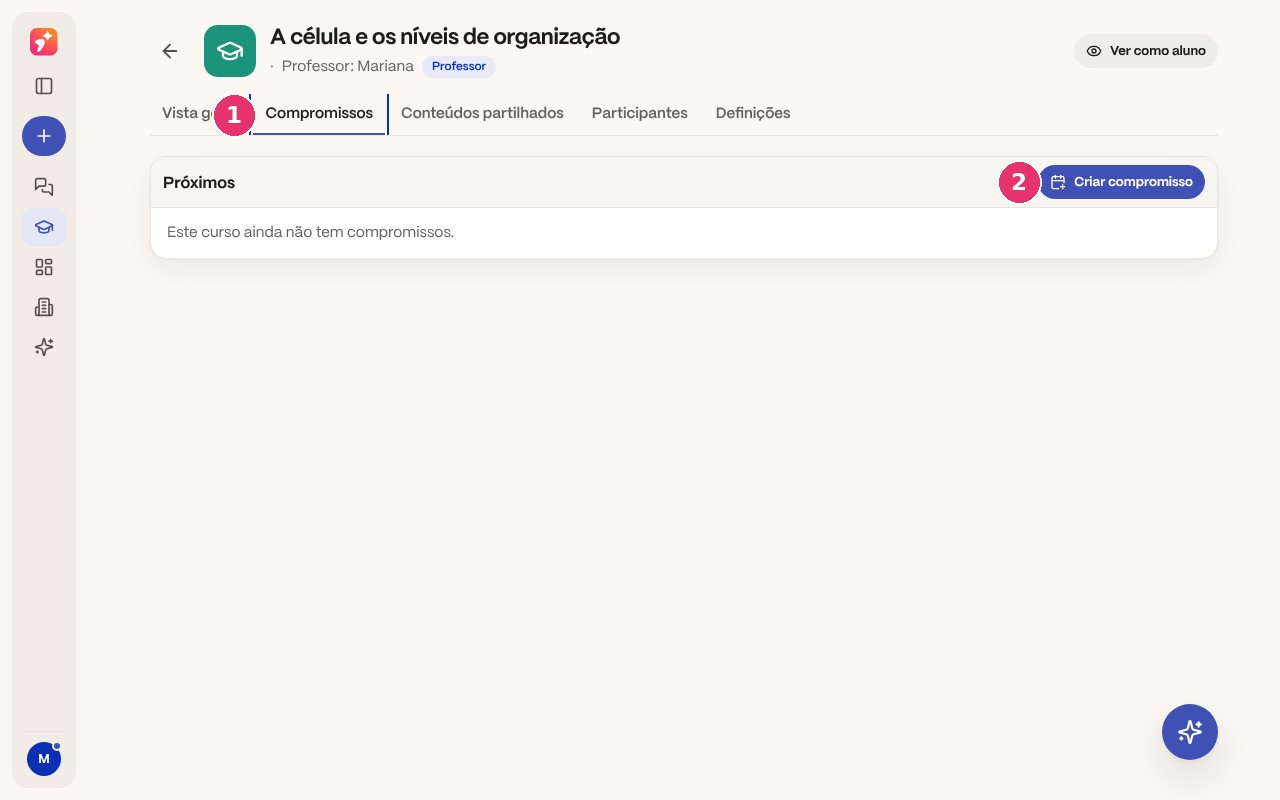 A célula e os níveis de organização
· Professor: Mariana Professor
Ver como aluno
Vista g
1
Compromissos
Conteúdos partilhados
Participantes
Definições
Próximos
2
Criar compromisso
Este curso ainda não tem compromissos.
M